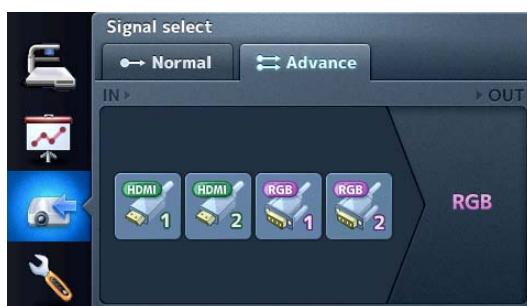 Signal select
Normal Advance
IN OUT
HDMI HDMI RGB RGB
1 2 1 2
RGB